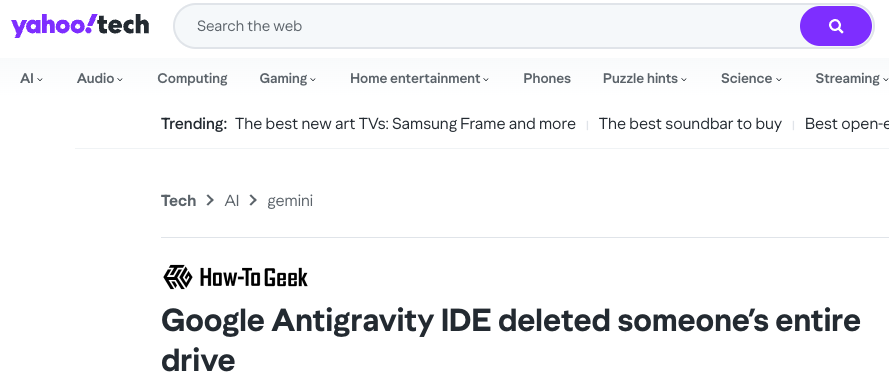 yahoo!tech
Search the web
AI Audio Computing Gaming Home entertainment Phones Puzzle hints Science Streaming
Trending: The best new art TVs: Samsung Frame and more The best soundbar to buy Best open-e
Tech > AI > gemini
How-To Geek
Google Antigravity IDE deleted someone’s entire
drive